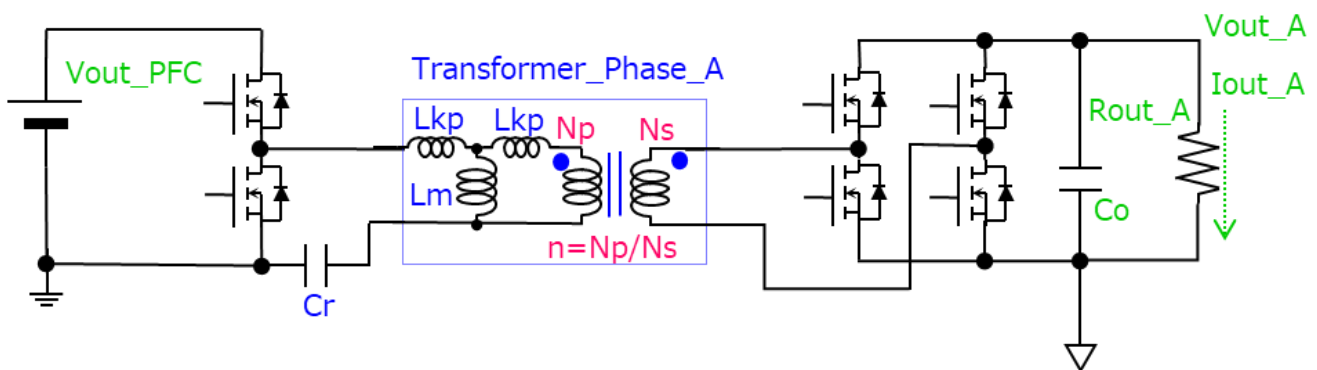 Vout_A
Vout_PFC
Transformer_Phase_A
Iout_A
Rout_A
Lkp
Lkp
Np
Ns
Lm
Co
n=Np/Ns
Cr